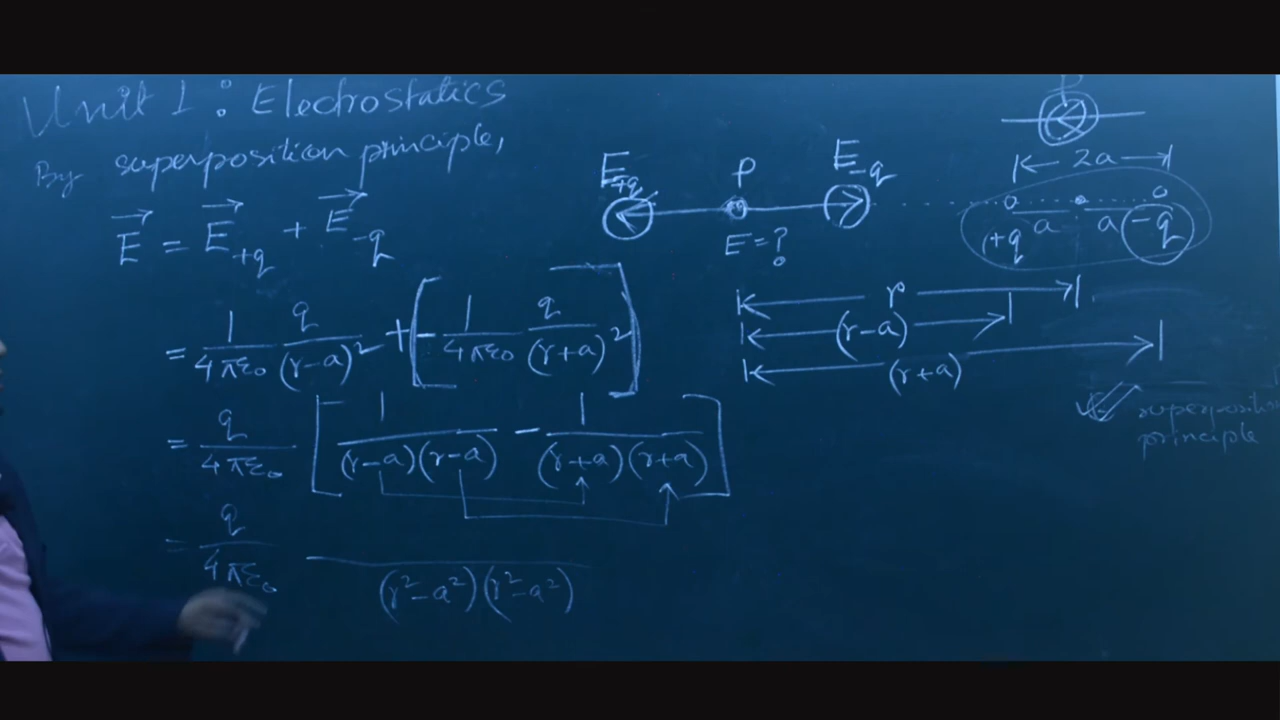 Unit 1 : Electrostatics
By superposition principle,
E⃗ = E⃗₊q + E⃗₋q
= 1/4πε₀ q/(r-a)² + [- 1/4πε₀ q/(r+a)²]
= q/4πε₀ [1/(r-a)(r-a) - 1/(r+a)(r+a)]
= q/4πε₀ /(r²-a²)(r²-a²)
E₊q P E₋q
E = ?
P
2a
+q a a -q
r
(r-a)
(r+a)
superposition
principle